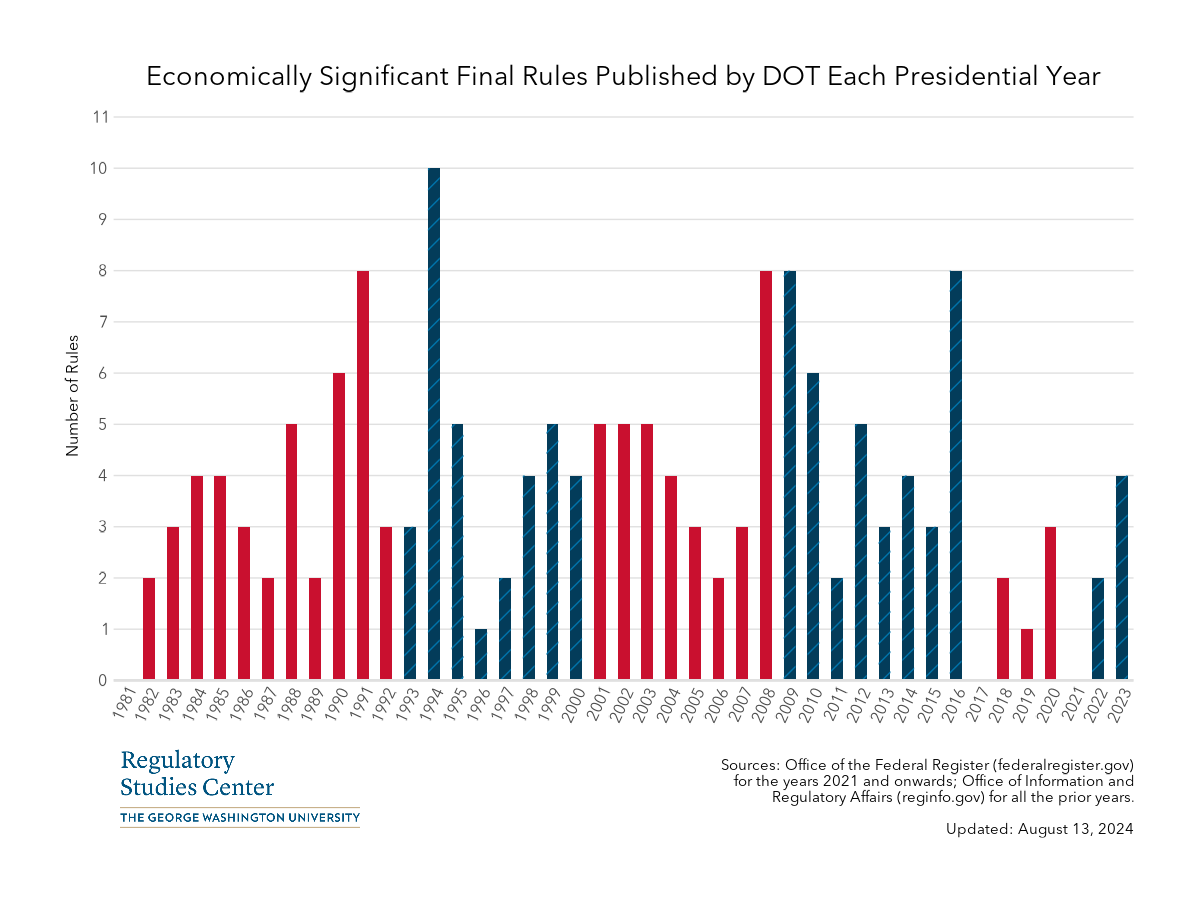 Economically Significant Final Rules Published by DOT Each Presidential Year
Number of Rules
11
10
9
8
7
6
5
4
3
2
1
0
1981 1982 1983 1984 1985 1986 1987 1988 1989 1990 1991 1992 1993 1994 1995 1996 1997 1998 1999 2000 2001 2002 2003 2004 2005 2006 2007 2008 2009 2010 2011 2012 2013 2014 2015 2016 2017 2018 2019 2020 2021 2022 2023
Regulatory
Studies Center
THE GEORGE WASHINGTON UNIVERSITY
Sources: Office of the Federal Register (federalregister.gov)
for the years 2021 and onwards; Office of Information and
Regulatory Affairs (reginfo.gov) for all the prior years.
Updated: August 13, 2024